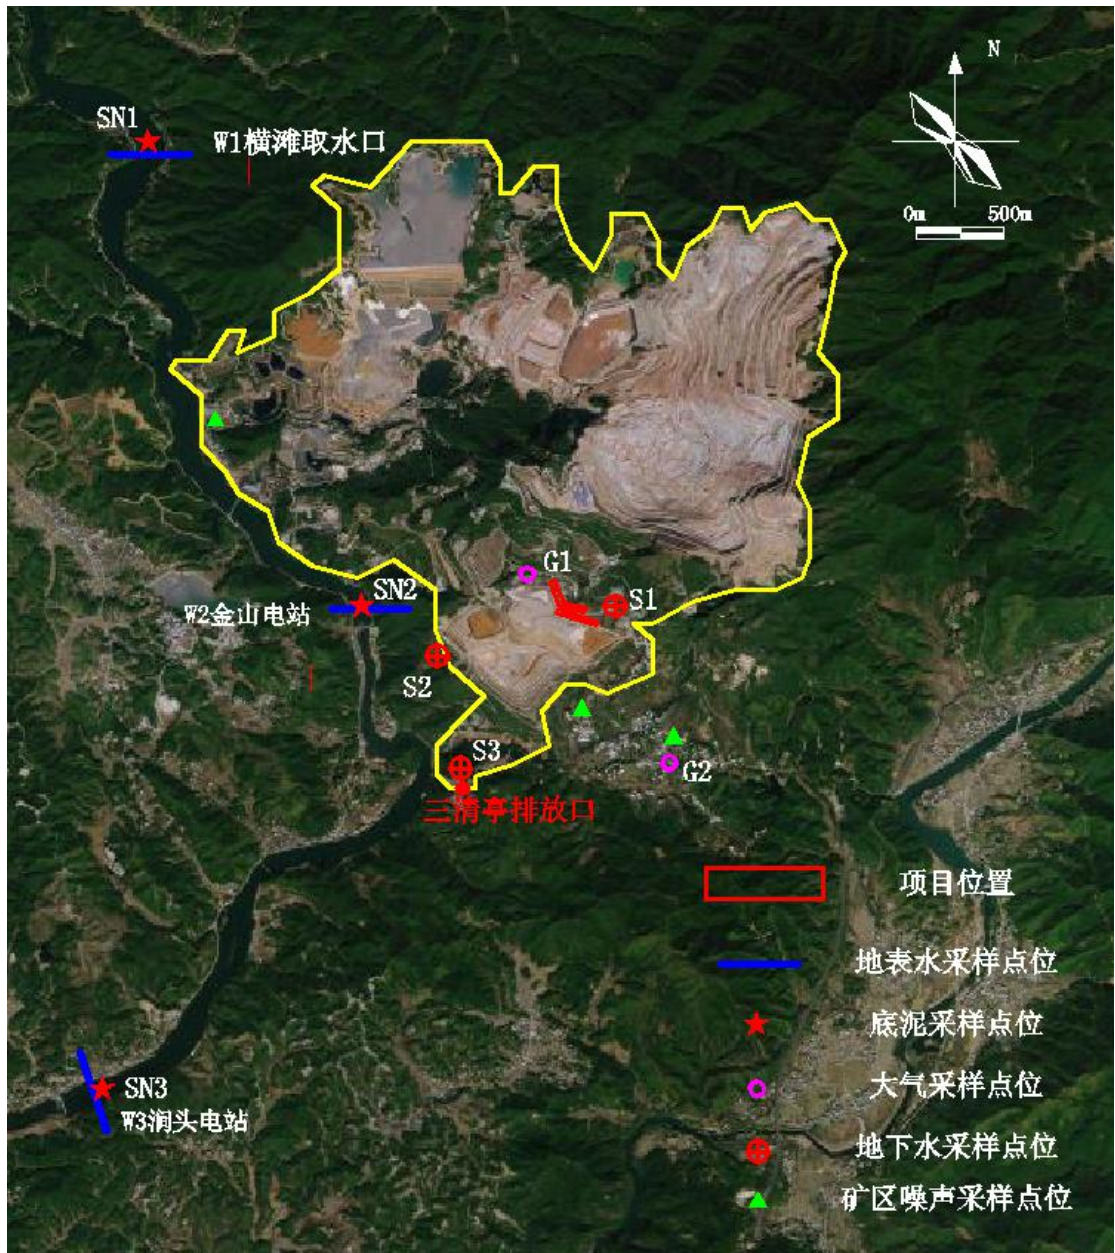 N
SN1
W1横滩取水口
0m 500m
G1
SN2
S1
W2金山电站
S2
S3
G2
三清亭排放口
项目位置
地表水采样点位
底泥采样点位
SN3
大气采样点位
W3涧头电站
地下水采样点位
矿区噪声采样点位